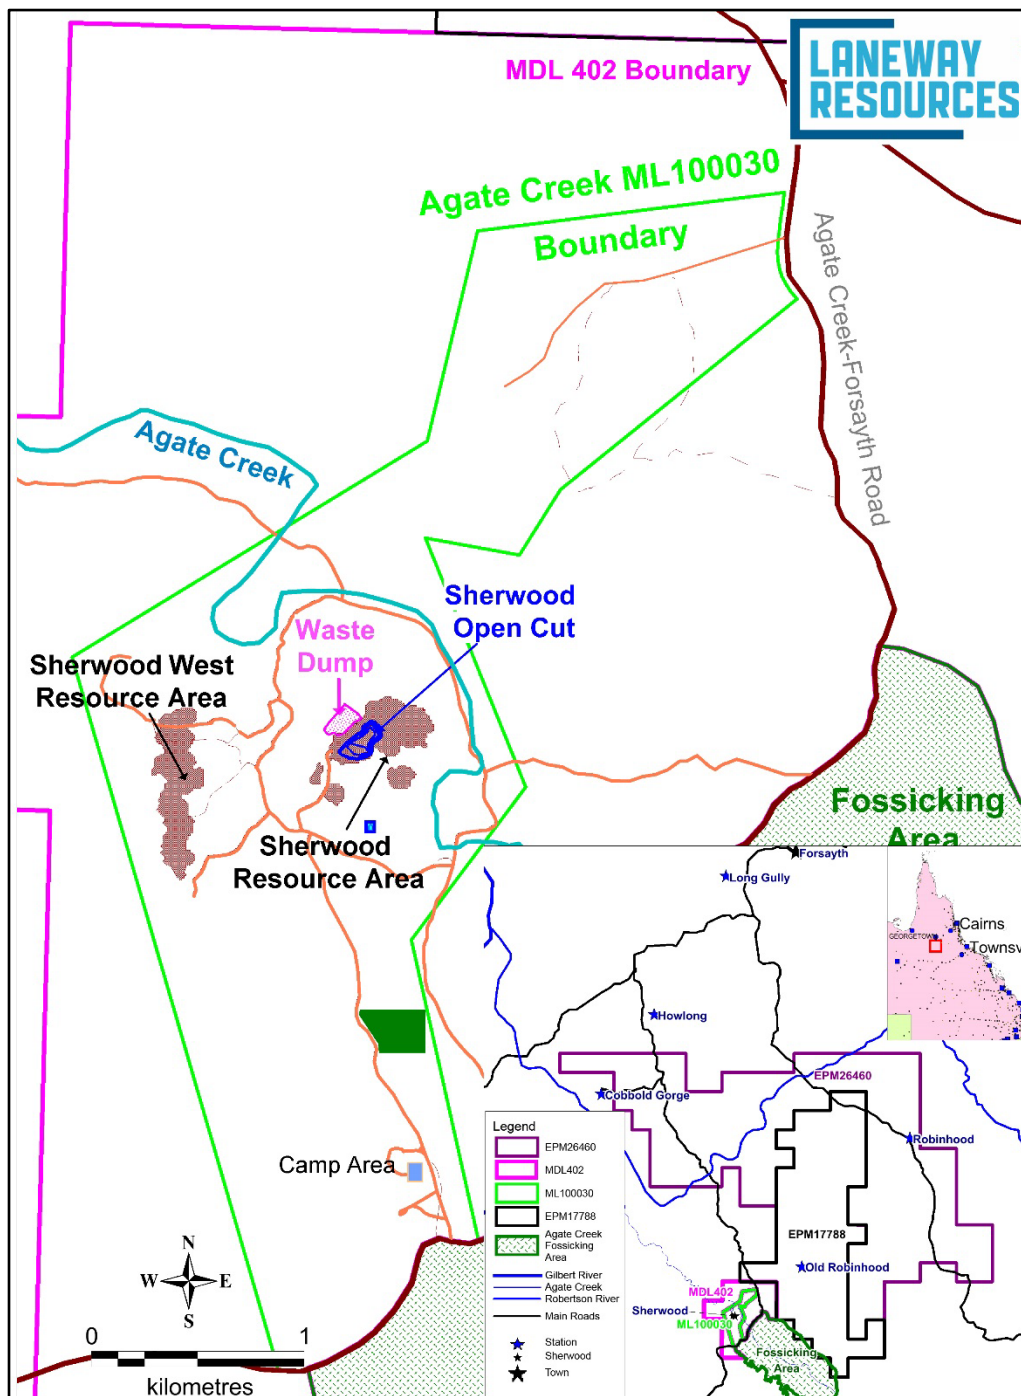 LANEWAY
RESOURCES
MDL 402 Boundary
Agate Creek ML100030
Boundary
Agate Creek-Forsayth Road
Agate Creek
Sherwood
Open Cut
Waste
Dump
Sherwood West
Resource Area
Sherwood
Resource Area
Fossicking
Area
Camp Area
N
W E
S
0 1
kilometres
Forsayth
Long Gully
Howlong
Cobbold Gorge
EPM26460
Robinhood
EPM17788
Old Robinhood
MDL402
Sherwood
ML100030
Fossicking
Area
GEORGETOWN
Cairns
Townsv
Legend
EPM26460
MDL402
ML100030
EPM17788
Agate Creek
Fossicking
Area
Gilbert River
Agate Creek
Robertson River
Main Roads
Station
Sherwood
Town